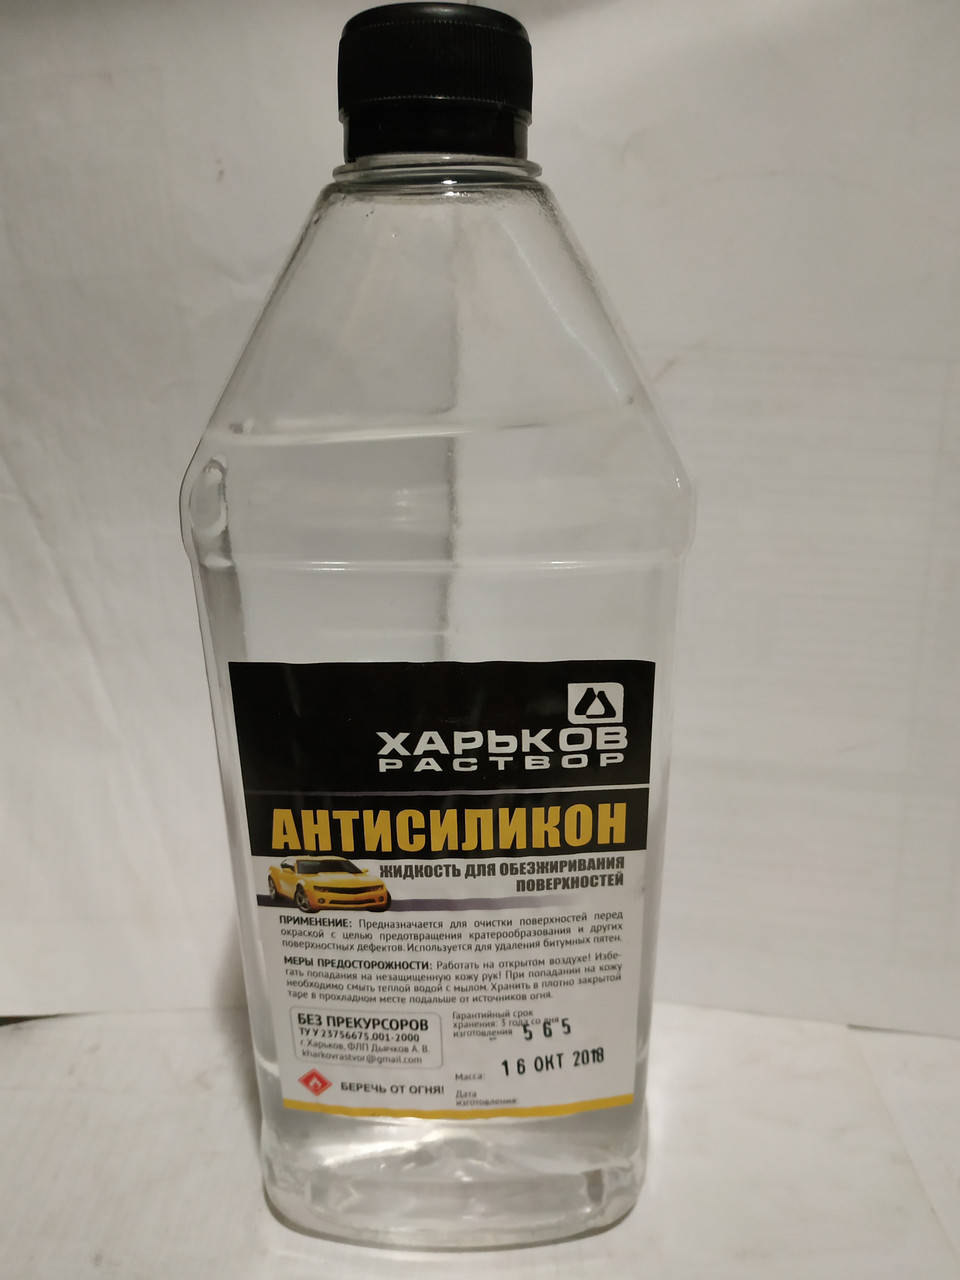 ХАРЬКОВ
РАСТВОР
АНТИСИЛИКОН
ЖИДКОСТЬ ДЛЯ ОБЕЗЖИРИВАНИЯ
ПОВЕРХНОСТЕЙ
ПРИМЕНЕНИЕ: Предназначается для очистки поверхностей перед
окраской с целью предотвращения кратерообразования и других
поверхностных дефектов. Используется для удаления битумных пятен.
МЕРЫ ПРЕДОСТОРОЖНОСТИ: Работать на открытом воздухе! Избе-
гать попадания на незащищенную кожу рук! При попадании на кожу
необходимо смыть теплой водой с мылом. Хранить в плотно закрытой
таре в прохладном месте подальше от источников огня.
БЕЗ ПРЕКУРСОРОВ
ТУ У 23756675.001-2000
г. Харьков, ФЛП Дьячков А. В.
kharkovrastvor@gmail.com
БЕРЕЧЬ ОТ ОГНЯ!
Гарантийный срок
хранения: 3 года со дня
изготовления
565
Масса:
16 ОКТ 2018
Дата
изготовления: